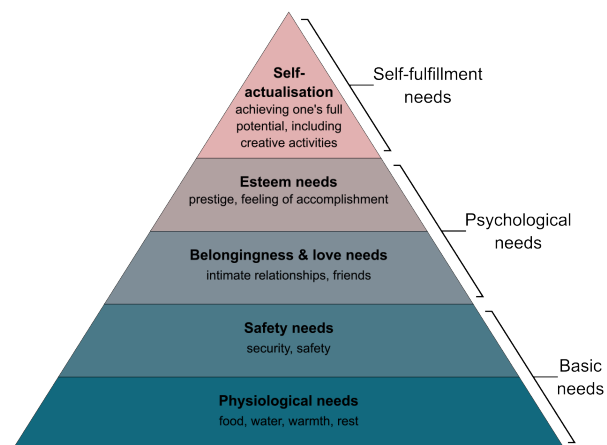 Self-
actualisation
achieving one's full
potential, including
creative activities
Self-fulfillment
needs
Esteem needs
prestige, feeling of accomplishment
Belongingness & love needs
intimate relationships, friends
Psychological
needs
Safety needs
security, safety
Physiological needs
food, water, warmth, rest
Basic
needs